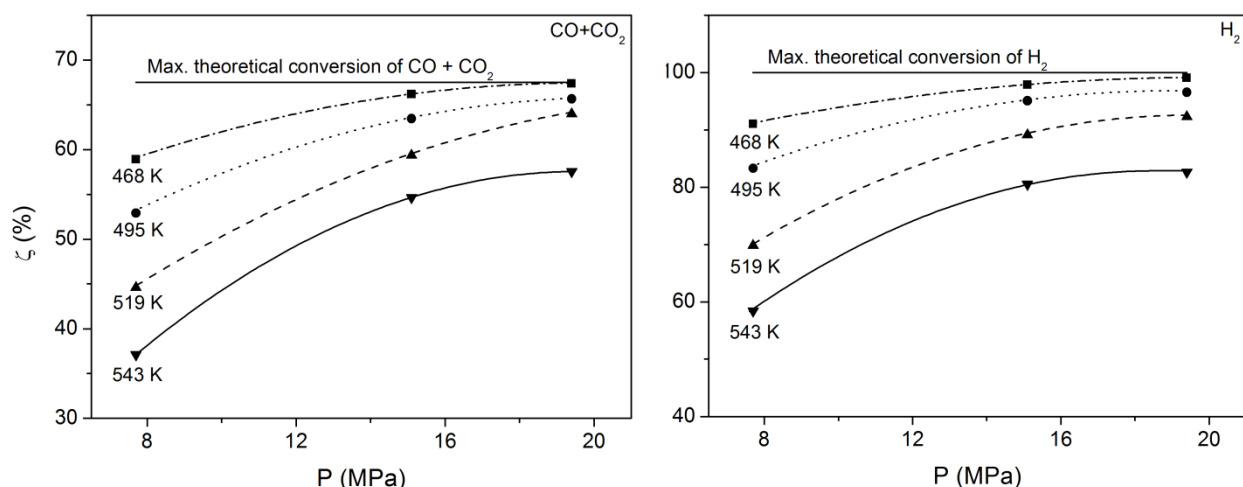 CO+CO₂
Max. theoretical conversion of CO + CO₂
70
60
50
40
30
468 K
495 K
519 K
543 K
8
12
16
20
ζ (%)
P (MPa)
H₂
Max. theoretical conversion of H₂
100
80
60
40
468 K
495 K
519 K
543 K
8
12
16
20
P (MPa)